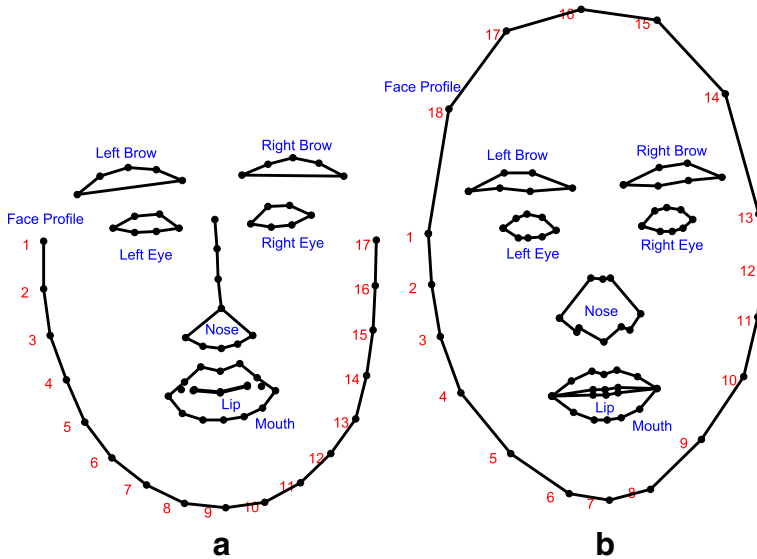 Left Brow
Right Brow
Face Profile
Left Eye
Right Eye
Nose
Lip
Mouth
1
2
3
4
5
6
7
8
9
10
11
12
13
14
15
16
17
a
16
15
17
Face Profile
18
14
Left Brow
Right Brow
13
1
Left Eye
Right Eye
2
12
Nose
11
3
10
4
Lip
Mouth
9
5
6
7
8
b